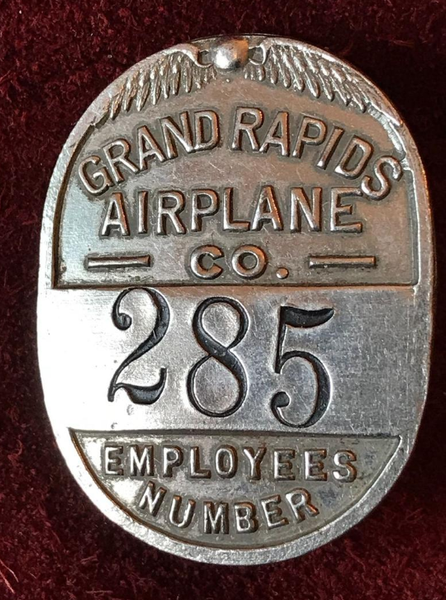 GRAND RAPIDS
AIRPLANE
CO.
285
EMPLOYEES
NUMBER